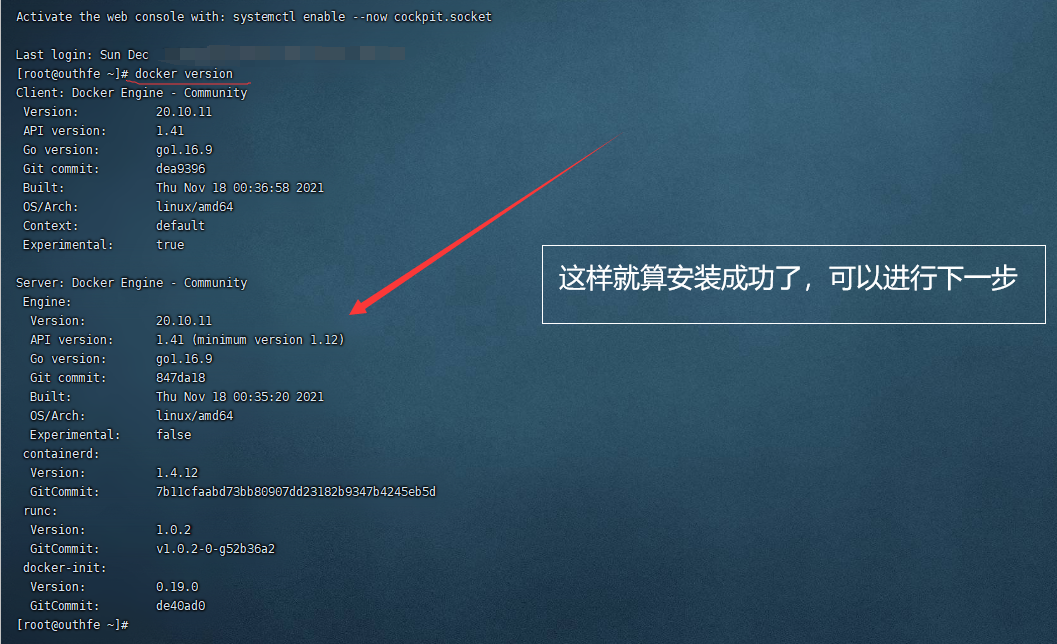 Activate the web console with: systemctl enable --now cockpit.socket
Last login: Sun Dec
[root@outhfe ~]# docker version
Client: Docker Engine - Community
Version: 20.10.11
API version: 1.41
Go version: go1.16.9
Git commit: dea9396
Built: Thu Nov 18 00:36:58 2021
OS/Arch: linux/amd64
Context: default
Experimental: true
Server: Docker Engine - Community
Engine:
Version: 20.10.11
API version: 1.41 (minimum version 1.12)
Go version: go1.16.9
Git commit: 847da18
Built: Thu Nov 18 00:35:20 2021
OS/Arch: linux/amd64
Experimental: false
containerd:
Version: 1.4.12
GitCommit: 7b11cfaabd73bb80907dd23182b9347b4245eb5d
runc:
Version: 1.0.2
GitCommit: v1.0.2-0-g52b36a2
docker-init:
Version: 0.19.0
GitCommit: de40ad0
[root@outhfe ~]#
这样就算安装成功了，可以进行下一步